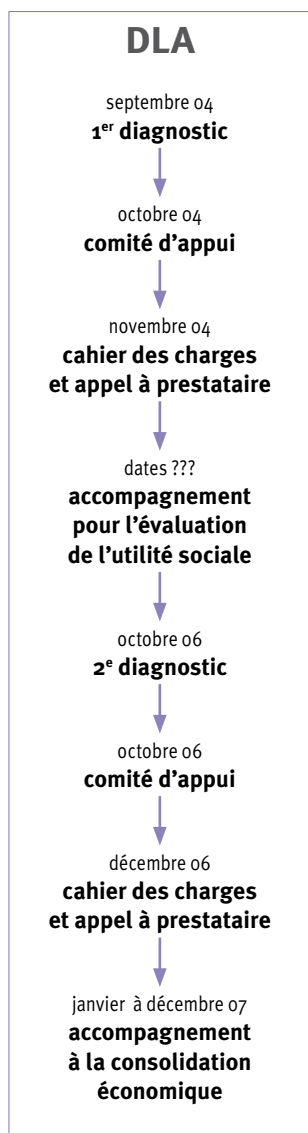 DLA
septembre 04
1er diagnostic
octobre 04
comité d'appui
novembre 04
cahier des charges
et appel à prestataire
dates ???
accompagnement
pour l'évaluation
de l'utilité sociale
octobre 06
2e diagnostic
octobre 06
comité d'appui
décembre 06
cahier des charges
et appel à prestataire
janvier à décembre 07
accompagnement
à la consolidation
économique